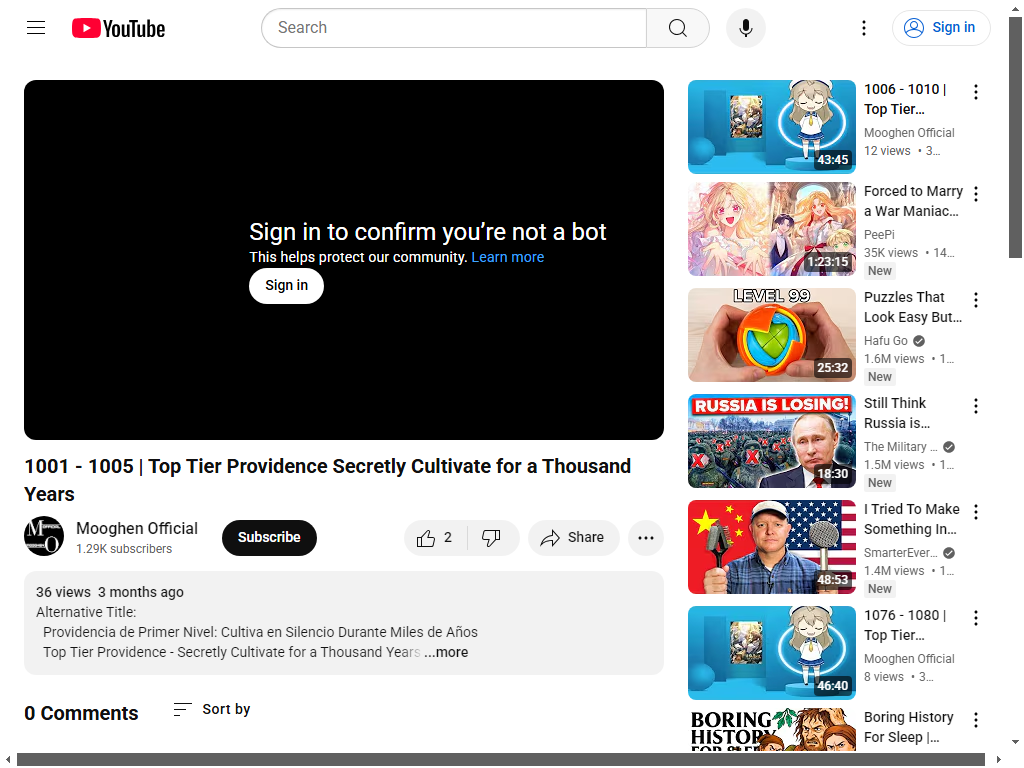 YouTube
Search
Sign in
Sign in to confirm you’re not a bot
This helps protect our community. Learn more
Sign in
1001 - 1005 | Top Tier Providence Secretly Cultivate for a Thousand
Years
Mooghen Official
1.29K subscribers
Subscribe
2
Share
36 views 3 months ago
Alternative Title:
Providencia de Primer Nivel: Cultiva en Silencio Durante Miles de Años
Top Tier Providence - Secretly Cultivate for a Thousand Years ...more
0 Comments
Sort by
43:45
1006 - 1010 |
Top Tier…
Mooghen Official
12 views • 3…
1:23:15
Forced to Marry
a War Maniac…
PeePi
35K views • 14…
New
LEVEL 99
25:32
Puzzles That
Look Easy But…
Hafu Go
1.6M views • 1…
New
RUSSIA IS LOSING!
18:30
Still Think
Russia is…
The Military …
1.5M views • 1…
New
48:53
I Tried To Make
Something In…
SmarterEver…
1.4M views • 1…
New
46:40
1076 - 1080 |
Top Tier…
Mooghen Official
8 views • 3…
BORING
HISTORY
FOR SLEEP
Boring History
For Sleep |…